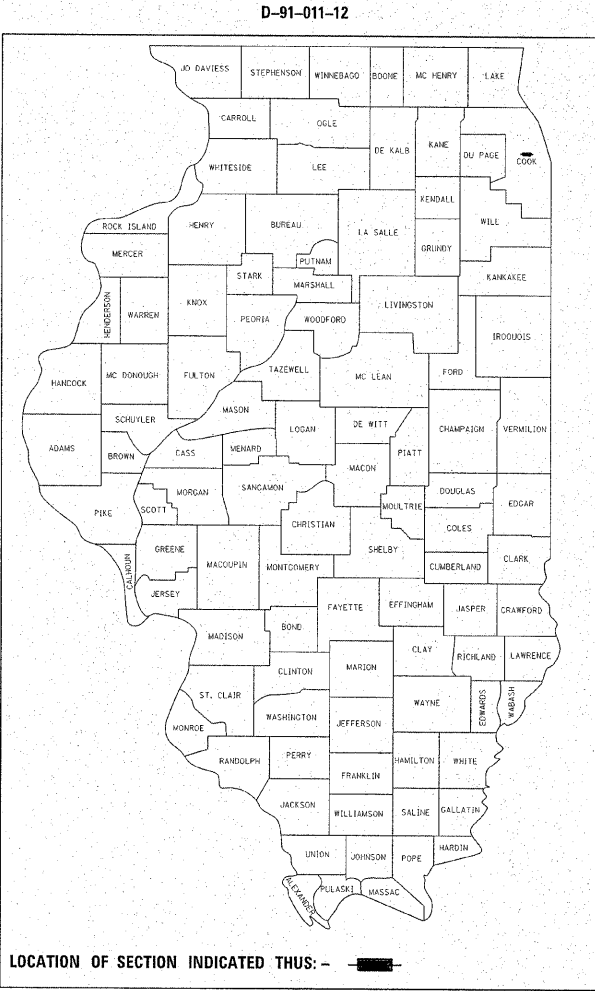 D-91-011-12
JO DAVIESS STEPHENSON WINNEBAGO BOONE MC HENRY LAKE
CARROLL OGLE
DE KALB KANE DU PAGE COOK
WHITESIDE LEE
KENDALL
ROCK ISLAND HENRY BUREAU LA SALLE WILL
MERCER PUTNAM GRUNDY
STARK MARSHALL KANKAKEE
HENDERSON WARREN KNOX PEORIA WOODFORD LIVINGSTON
IROQUOIS
HANCOCK MC DONOUGH FULTON TAZEWELL MC LEAN FORD
MASON
SCHUYLER LOGAN DE WITT CHAMPAIGN VERMILION
ADAMS BROWN CASS MENARD MACON PIATT
MORGAN SANGAMON DOUGLAS
PIKE SCOTT MOULTRIE EDGAR
CHRISTIAN COLES
GREENE SHELBY
CALHOUN MACOUPIN MONTGOMERY CUMBERLAND CLARK
JERSEY
FAYETTE EFFINGHAM JASPER CRAWFORD
MADISON BOND
CLAY RICHLAND LAWRENCE
CLINTON MARION
ST. CLAIR WAYNE EDWARDS WABASH
WASHINGTON JEFFERSON
MONROE
RANDOLPH PERRY HAMILTON WHITE
FRANKLIN
JACKSON WILLIAMSON SALINE GALLATIN
UNION JOHNSON POPE HARDIN
ALEXANDER PULASKI MASSAC
LOCATION OF SECTION INDICATED THUS: -